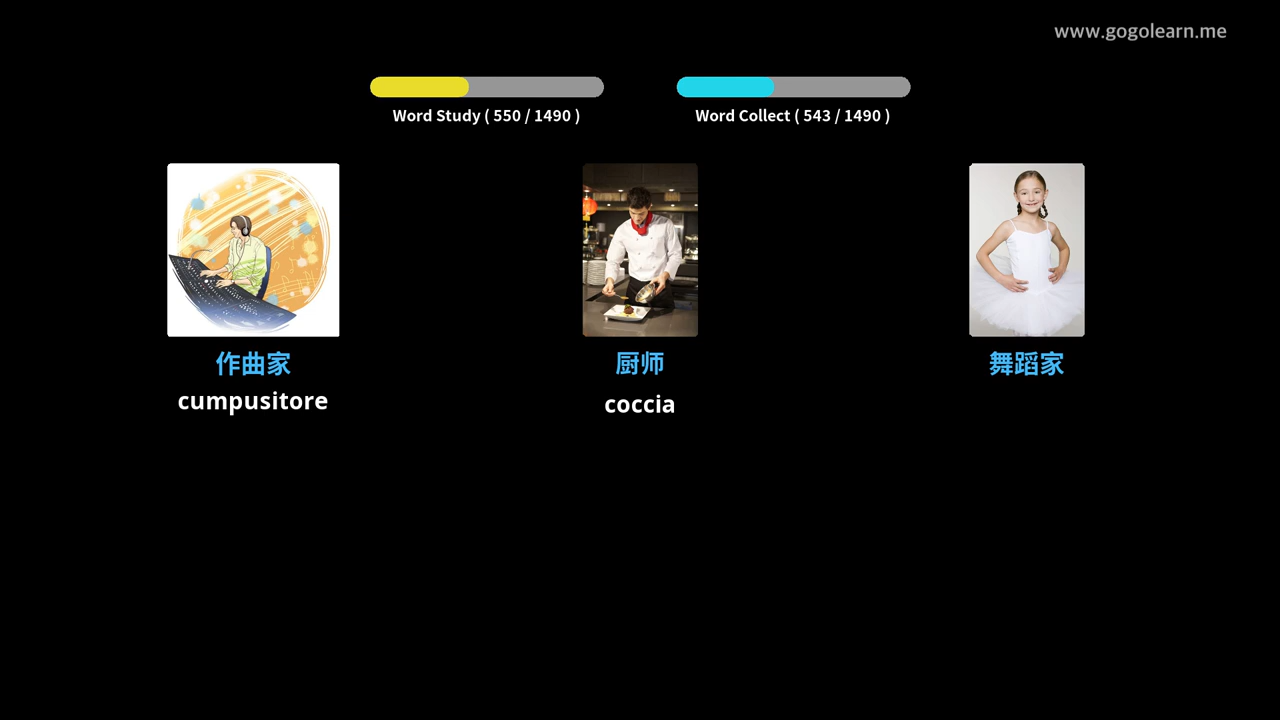 www.gogolearn.me
Word Study ( 550 / 1490 )
Word Collect ( 543 / 1490 )
作曲家
厨师
舞蹈家
cumpusitore
coccia